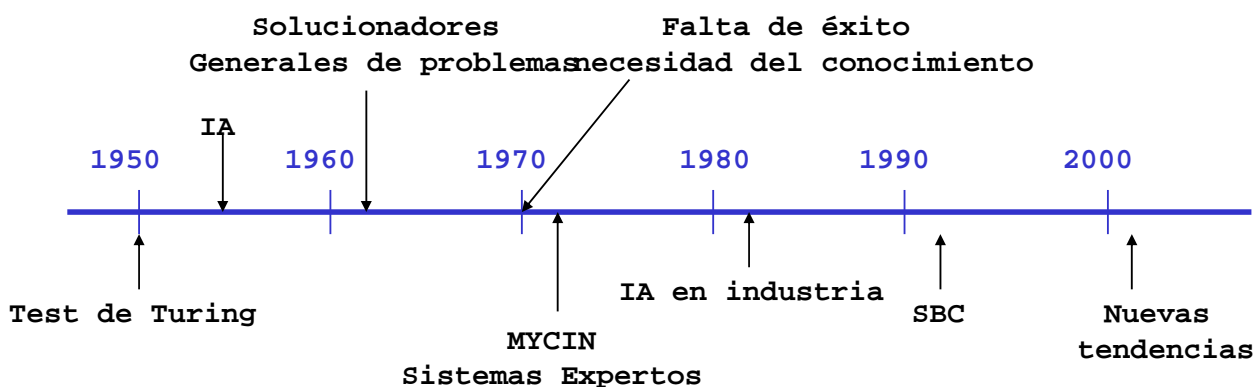 Solucionadores
Generales de problemas
Falta de éxito
necesidad del conocimiento
IA
1950
1960
1970
1980
1990
2000
Test de Turing
MYCIN
Sistemas Expertos
IA en industria
SBC
Nuevas
tendencias